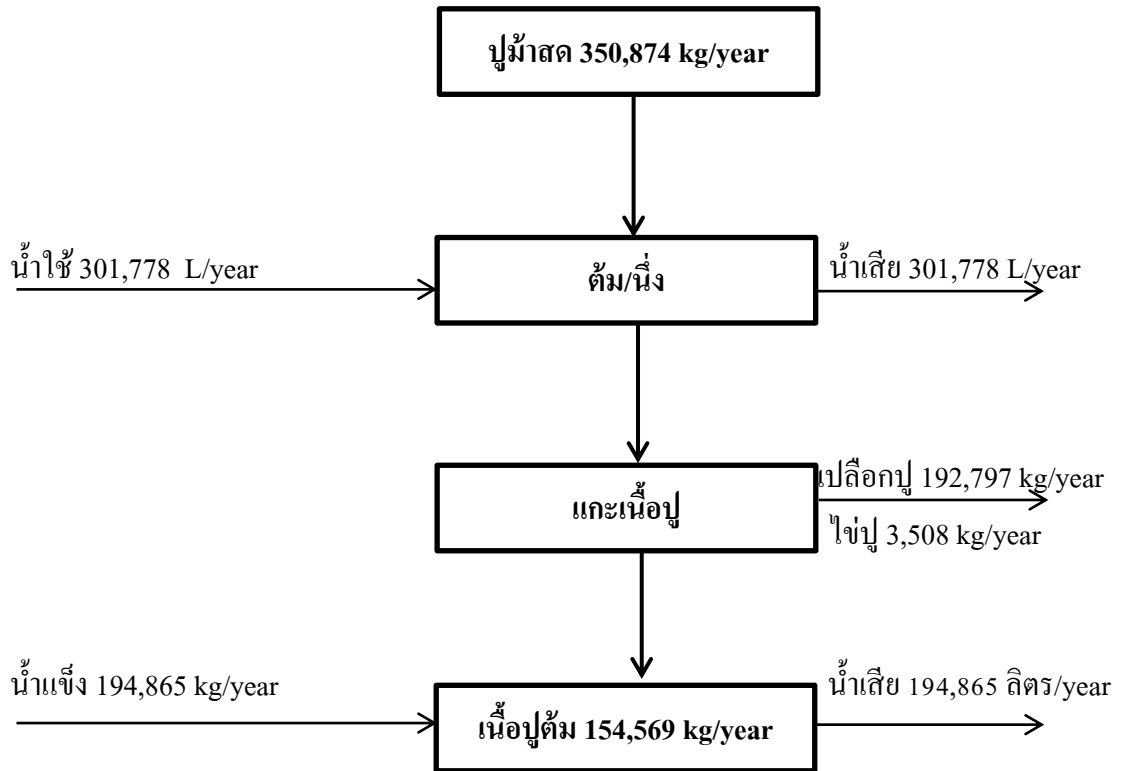 ปูม้าสด 350,874 kg/year
น้ำใช้ 301,778 L/year
ต้ม/นึ่ง
น้ำเสีย 301,778 L/year
แกะเนื้อปู
เปลือกปู 192,797 kg/year
ไข่ปู 3,508 kg/year
น้ำแข็ง 194,865 kg/year
เนื้อปูต้ม 154,569 kg/year
น้ำเสีย 194,865 ลิตร/year